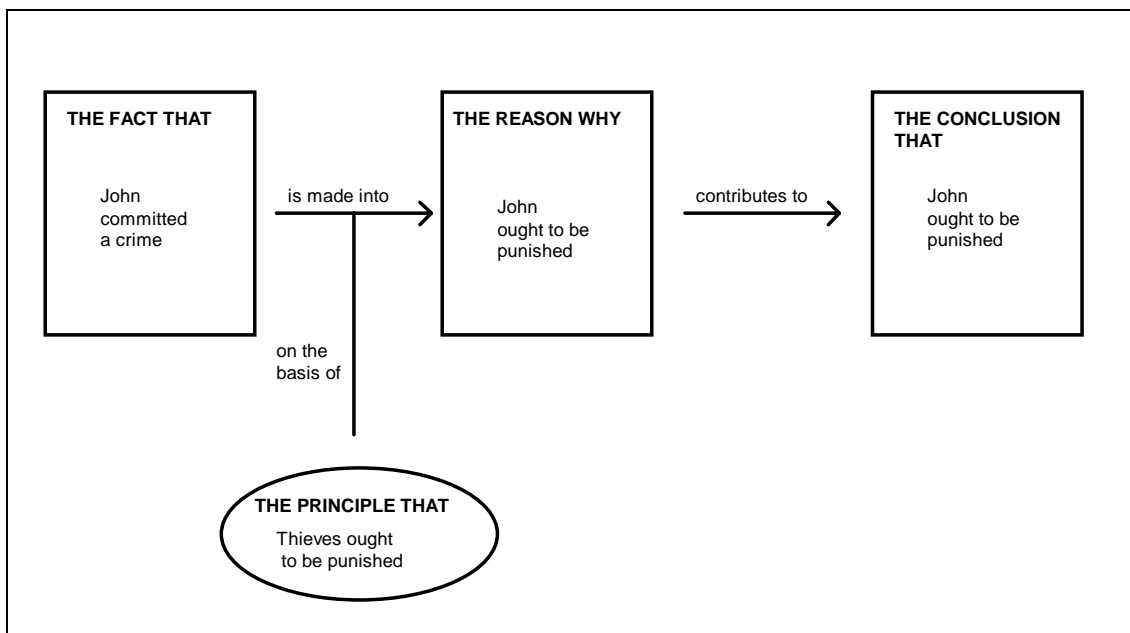 THE FACT THAT
John
committed
a crime
is made into
THE REASON WHY
John
ought to be
punished
contributes to
THE CONCLUSION
THAT
John
ought to be
punished
on the
basis of
THE PRINCIPLE THAT
Thieves ought
to be punished